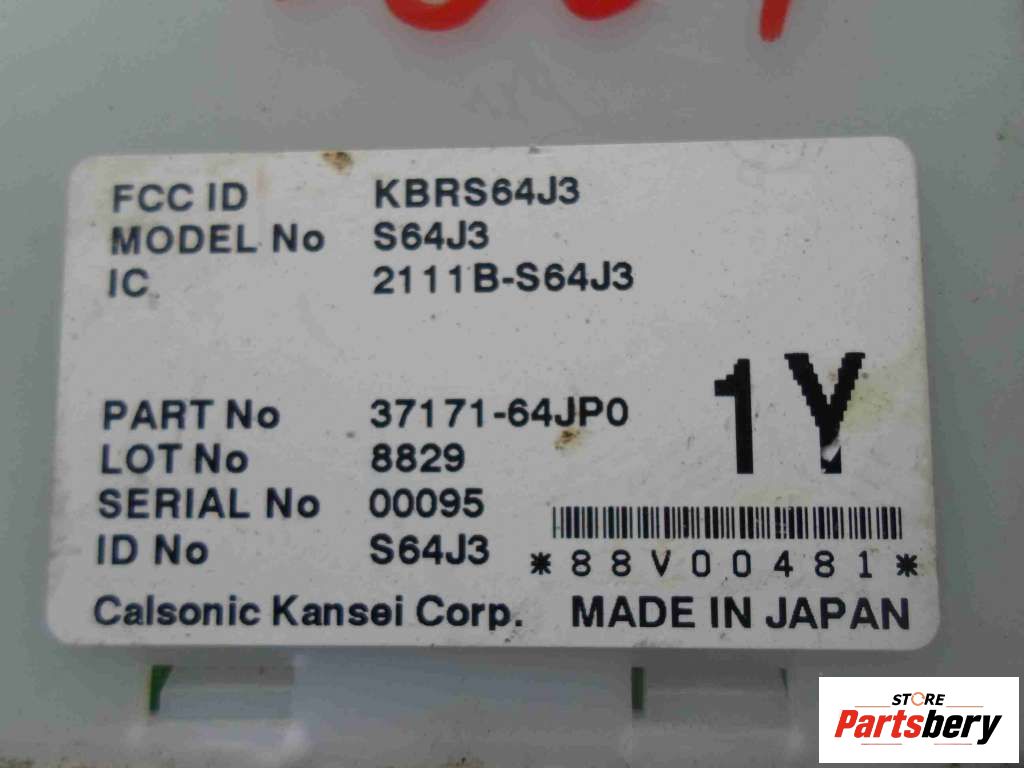 FCC ID KBRS64J3
MODEL No S64J3
IC 2111B-S64J3
PART No 37171-64JP0
1Y
LOT No 8829
SERIAL No 00095
ID No S64J3
*88V00481*
Calsonic Kansei Corp. MADE IN JAPAN
STORE
Partsbery